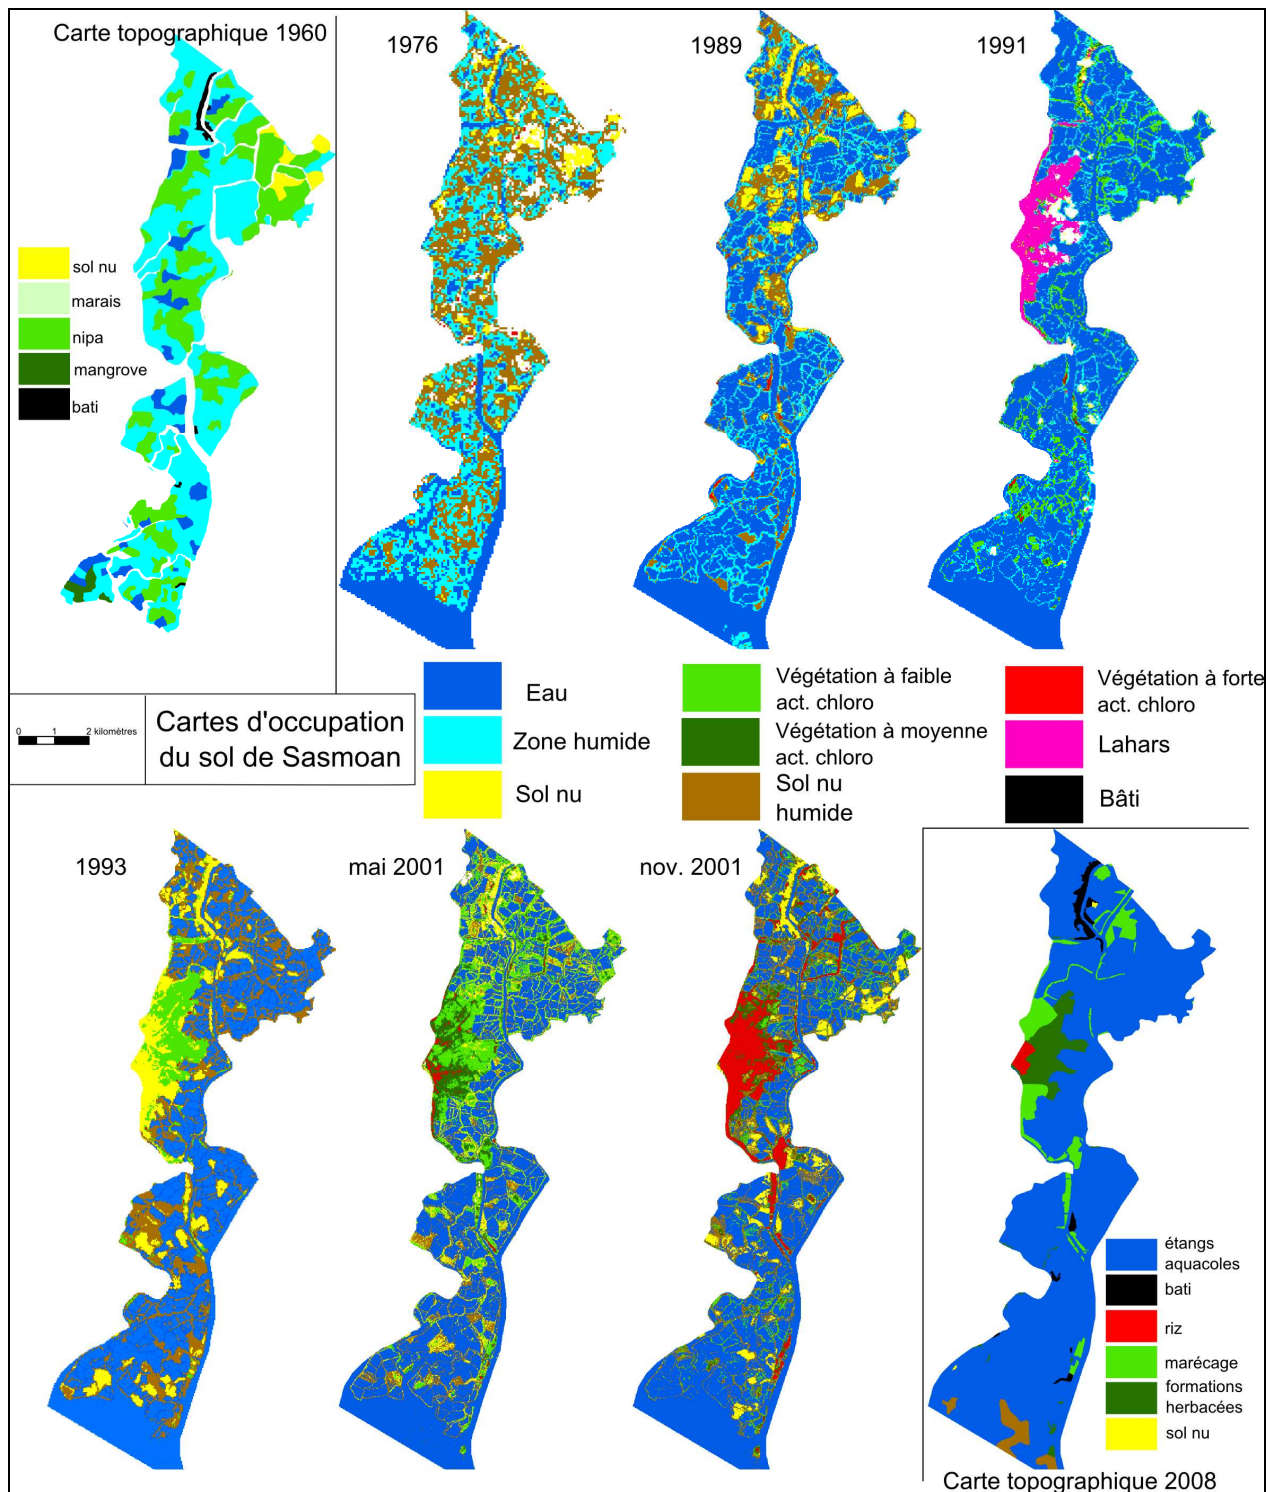 Carte topographique 1960
1976
1989
1991
sol nu
marais
nipa
mangrove
bati
0 1 2 kilomètres
Cartes d'occupation
du sol de Sasmoan
Eau
Zone humide
Sol nu
Végétation à faible
act. chloro
Végétation à moyenne
act. chloro
Sol nu
humide
Végétation à forte
act. chloro
Lahars
Bâti
1993
mai 2001
nov. 2001
étangs
aquacoles
bati
riz
marécage
formations
herbacées
sol nu
Carte topographique 2008